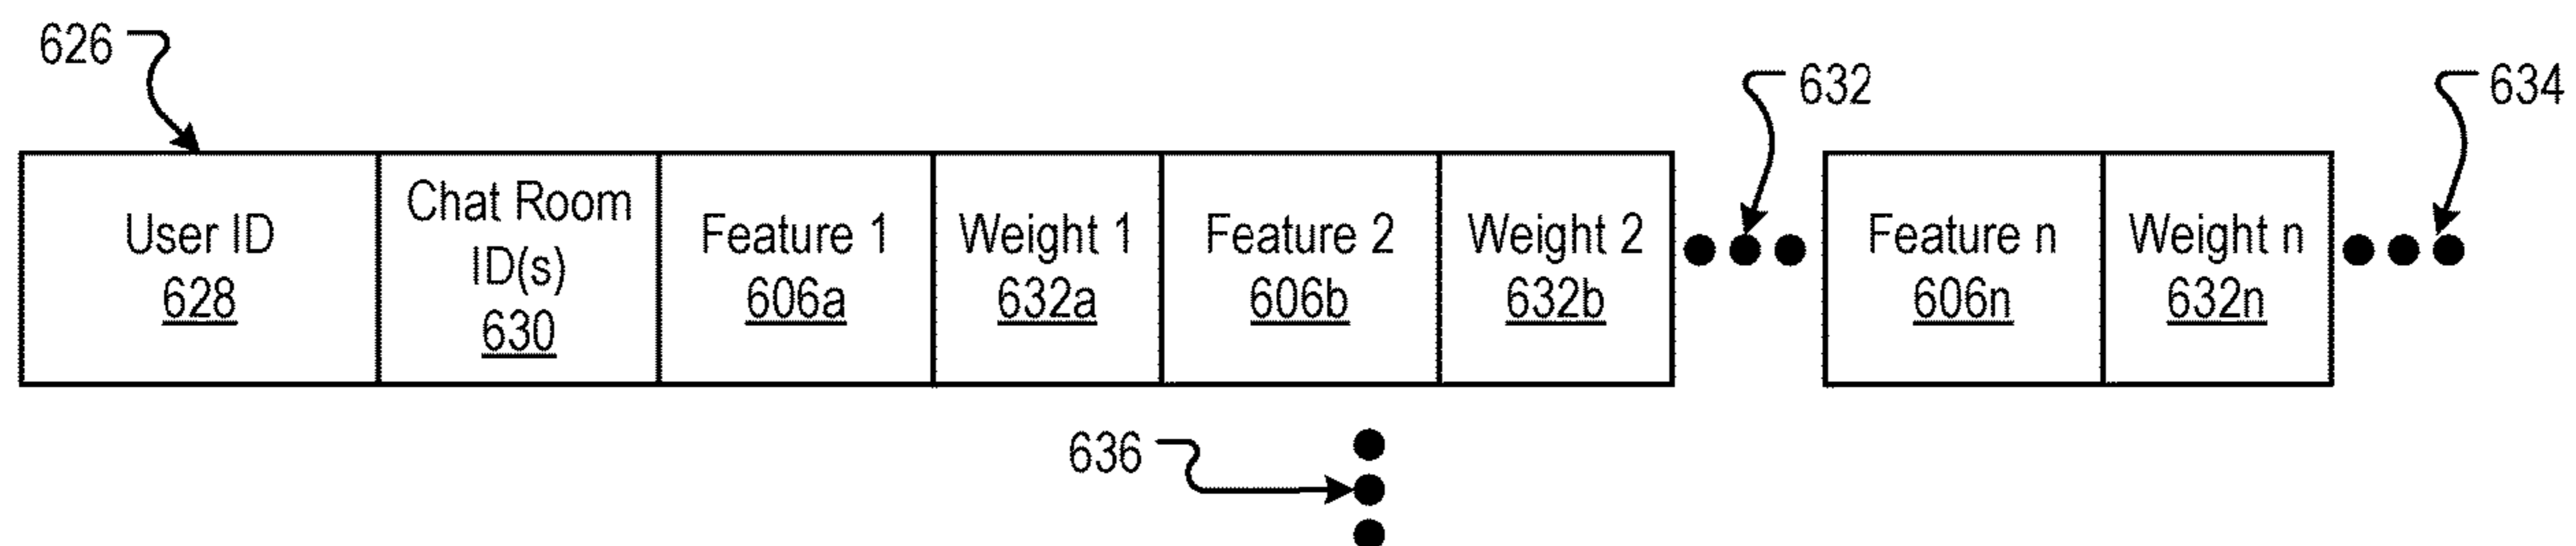 626
632
634
User ID
628
Chat Room
ID(s)
630
Feature 1
606a
Weight 1
632a
Feature 2
606b
Weight 2
632b
Feature n
606n
Weight n
632n
636